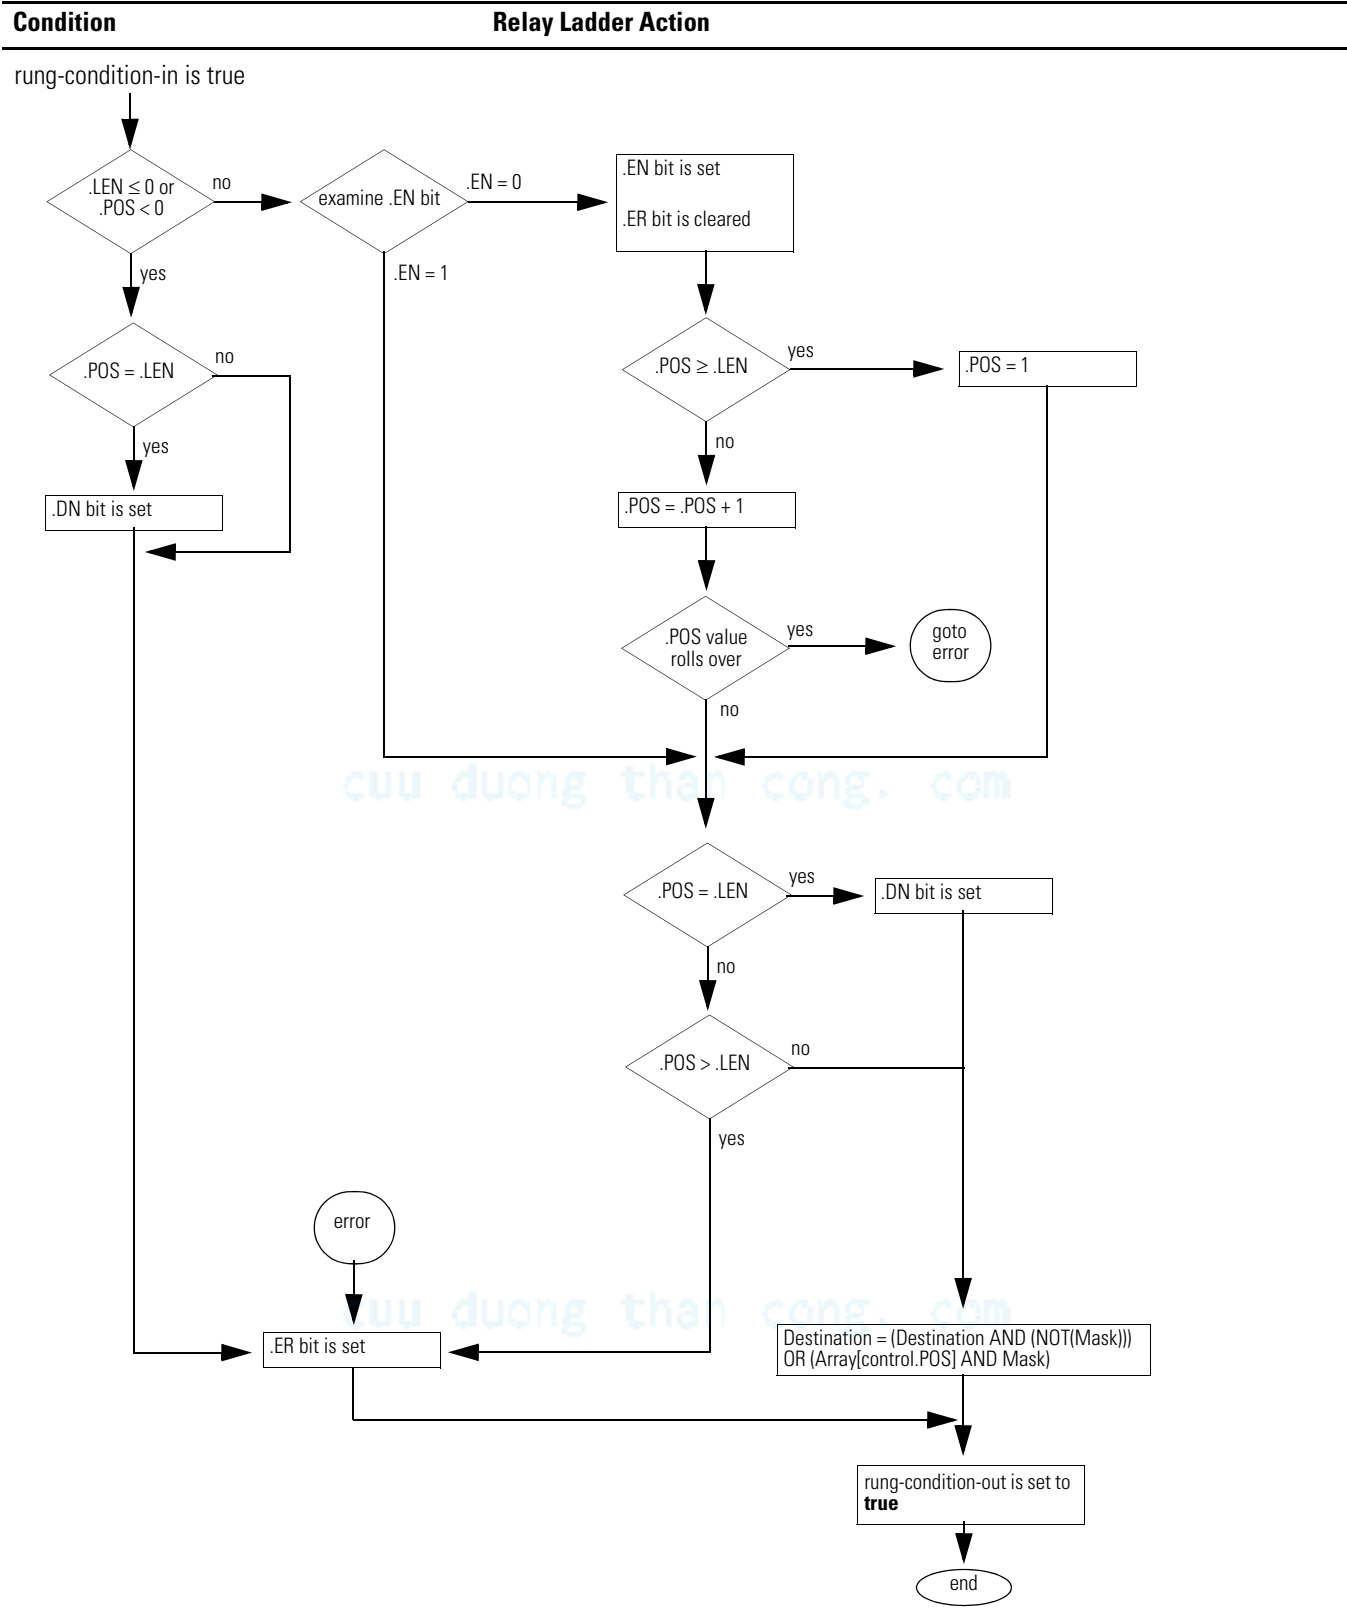 Condition
Relay Ladder Action
rung-condition-in is true
.LEN ≤ 0 or
.POS < 0
no
examine .EN bit
.EN = 0
.EN bit is set
.ER bit is cleared
yes
.EN = 1
.POS = .LEN
no
.POS ≥ .LEN
yes
.POS = 1
yes
no
.DN bit is set
.POS = .POS + 1
.POS value
rolls over
yes
goto
error
no
cuu duong than cong. com
.POS = .LEN
yes
.DN bit is set
no
.POS > .LEN
no
yes
error
cuu duong than cong. com
.ER bit is set
Destination = (Destination AND (NOT(Mask)))
OR (Array[control.POS] AND Mask)
rung-condition-out is set to
true
end